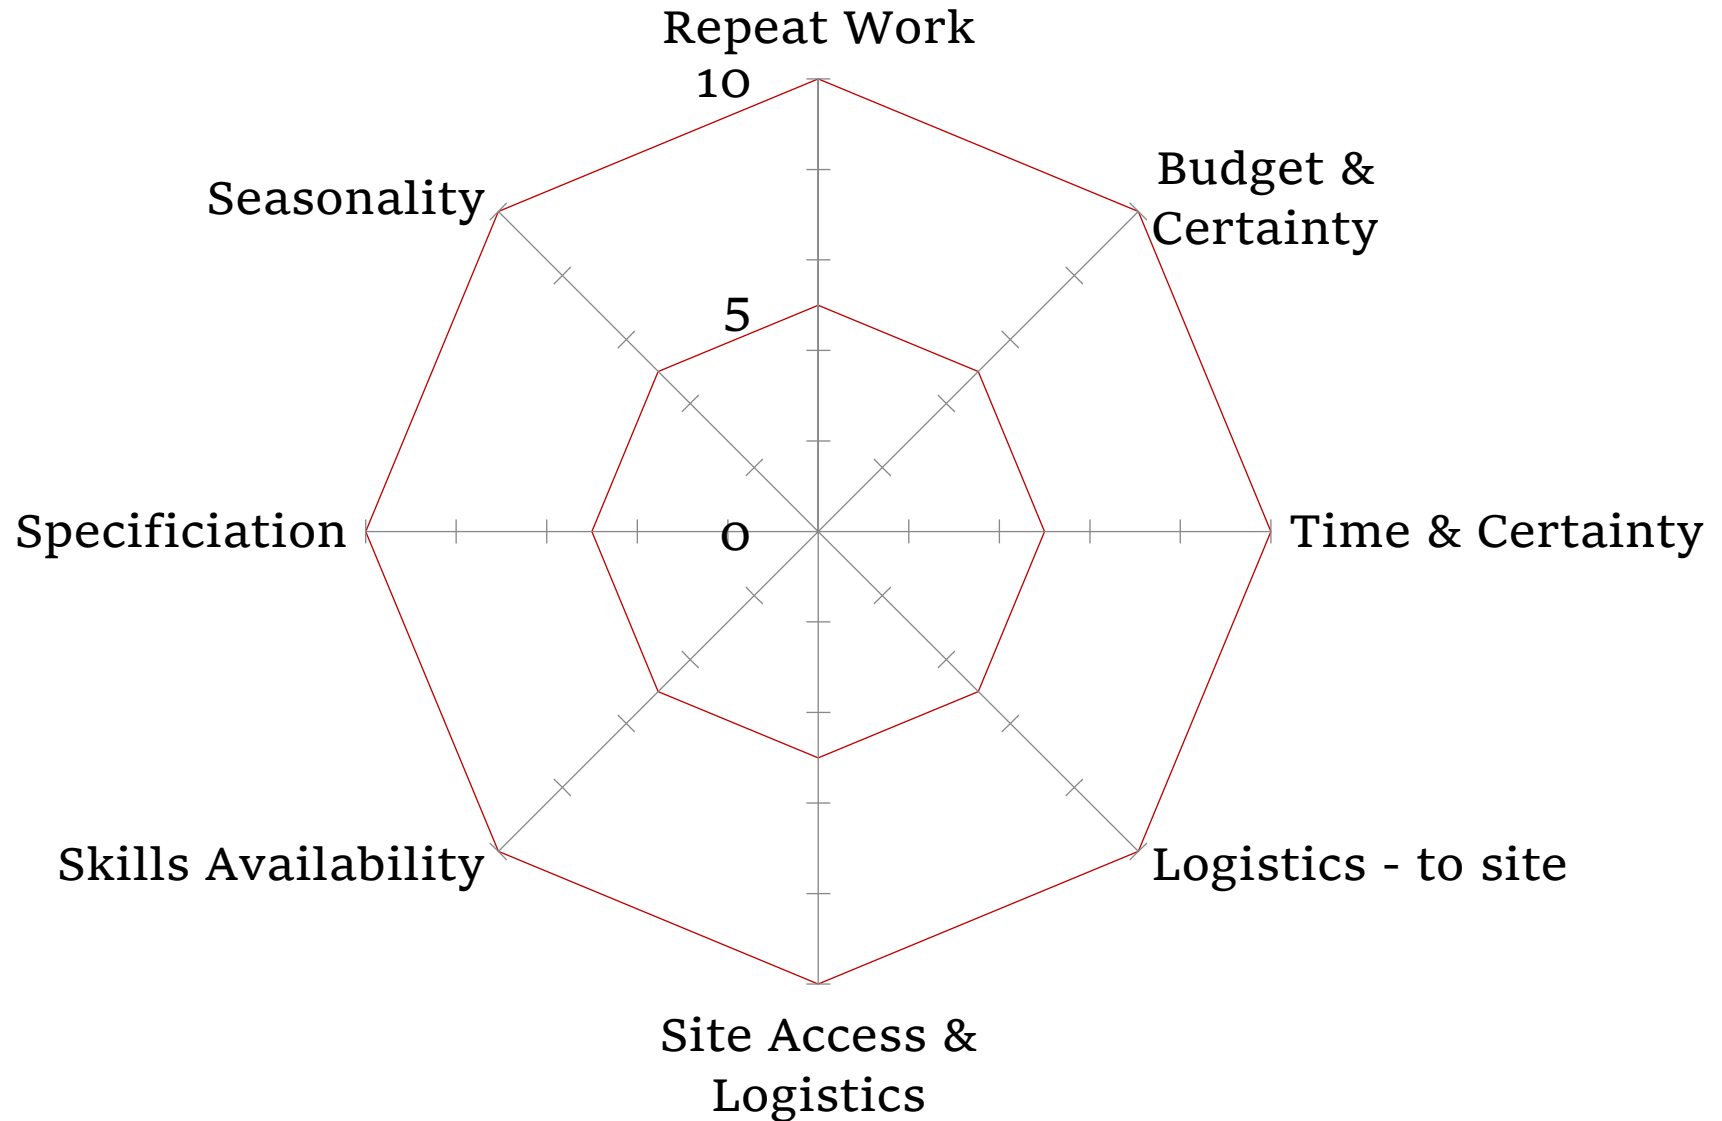 Repeat Work
10
Budget &
Certainty
Seasonality
5
Specificiation
0
Time & Certainty
Skills Availability
Logistics - to site
Site Access &
Logistics